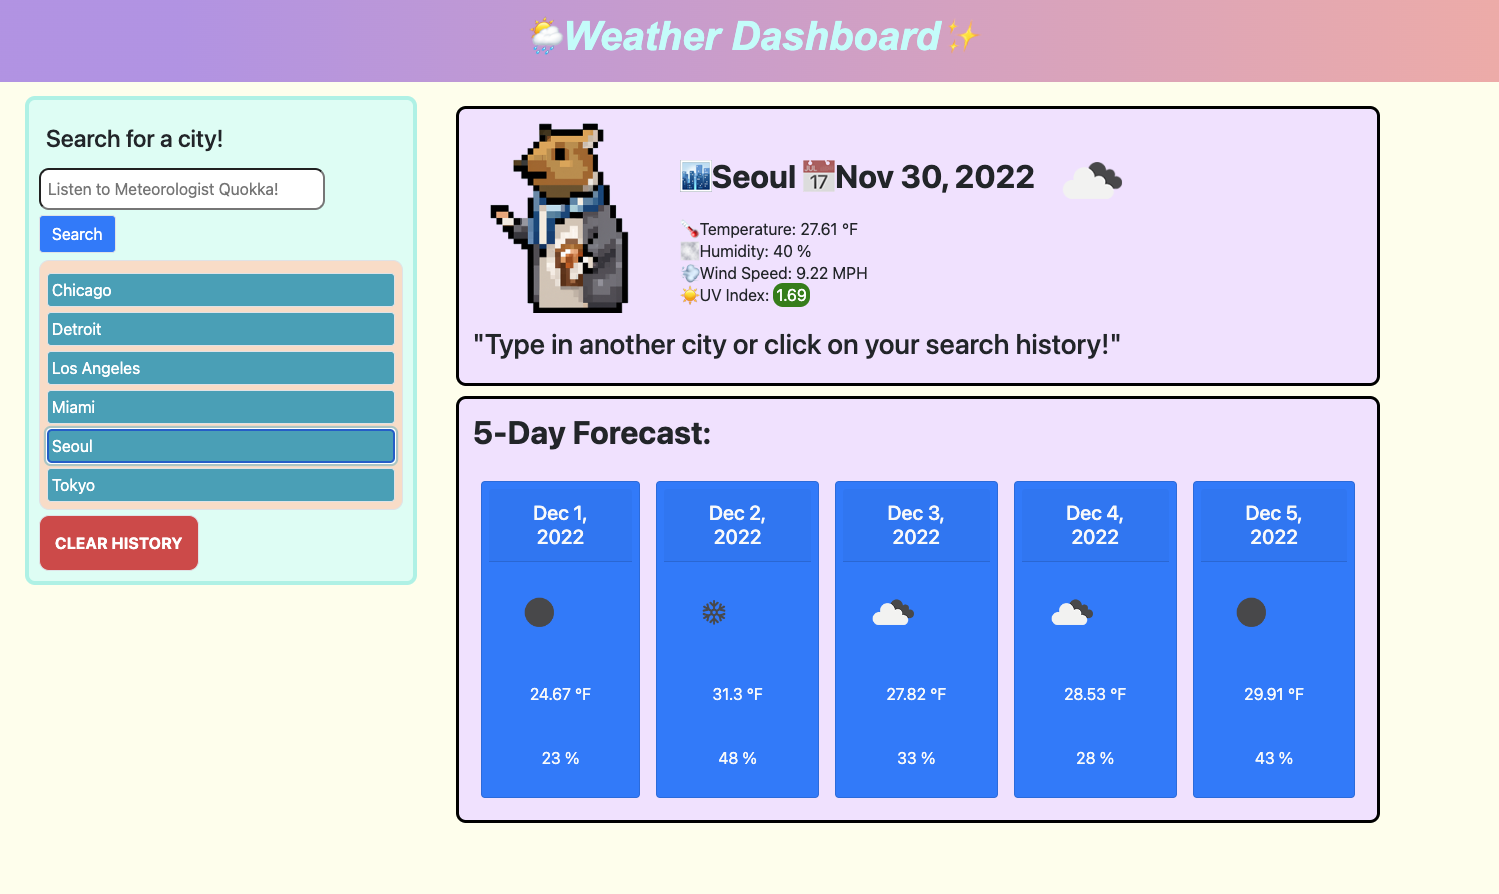 🌦️Weather Dashboard✨
Search for a city!
Listen to Meteorologist Quokka!
Search
Chicago
Detroit
Los Angeles
Miami
Seoul
Tokyo
CLEAR HISTORY
🏙️Seoul 📅Nov 30, 2022
JUL
17
🌡️Temperature: 27.61 °F
🌫️Humidity: 40 %
💨Wind Speed: 9.22 MPH
☀️UV Index: 1.69
"Type in another city or click on your search history!"
5-Day Forecast:
Dec 1,
2022
24.67 °F
23 %
Dec 2,
2022
31.3 °F
48 %
Dec 3,
2022
27.82 °F
33 %
Dec 4,
2022
28.53 °F
28 %
Dec 5,
2022
29.91 °F
43 %